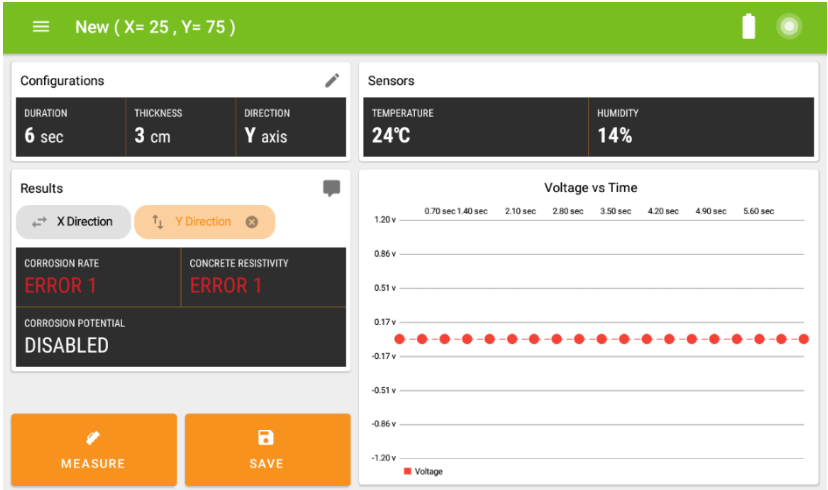 New ( X= 25 , Y= 75 )
Configurations
DURATION THICKNESS DIRECTION
6 sec 3 cm Y axis
Sensors
TEMPERATURE HUMIDITY
24℃ 14%
Results
X Direction Y Direction
CORROSION RATE CONCRETE RESISTIVITY
ERROR 1 ERROR 1
CORROSION POTENTIAL
DISABLED
MEASURE SAVE
Voltage vs Time
0.70 sec 1.40 sec 2.10 sec 2.80 sec 3.50 sec 4.20 sec 4.90 sec 5.60 sec
1.20 v
0.86 v
0.51 v
0.17 v
-0.17 v
-0.51 v
-0.86 v
-1.20 v
Voltage